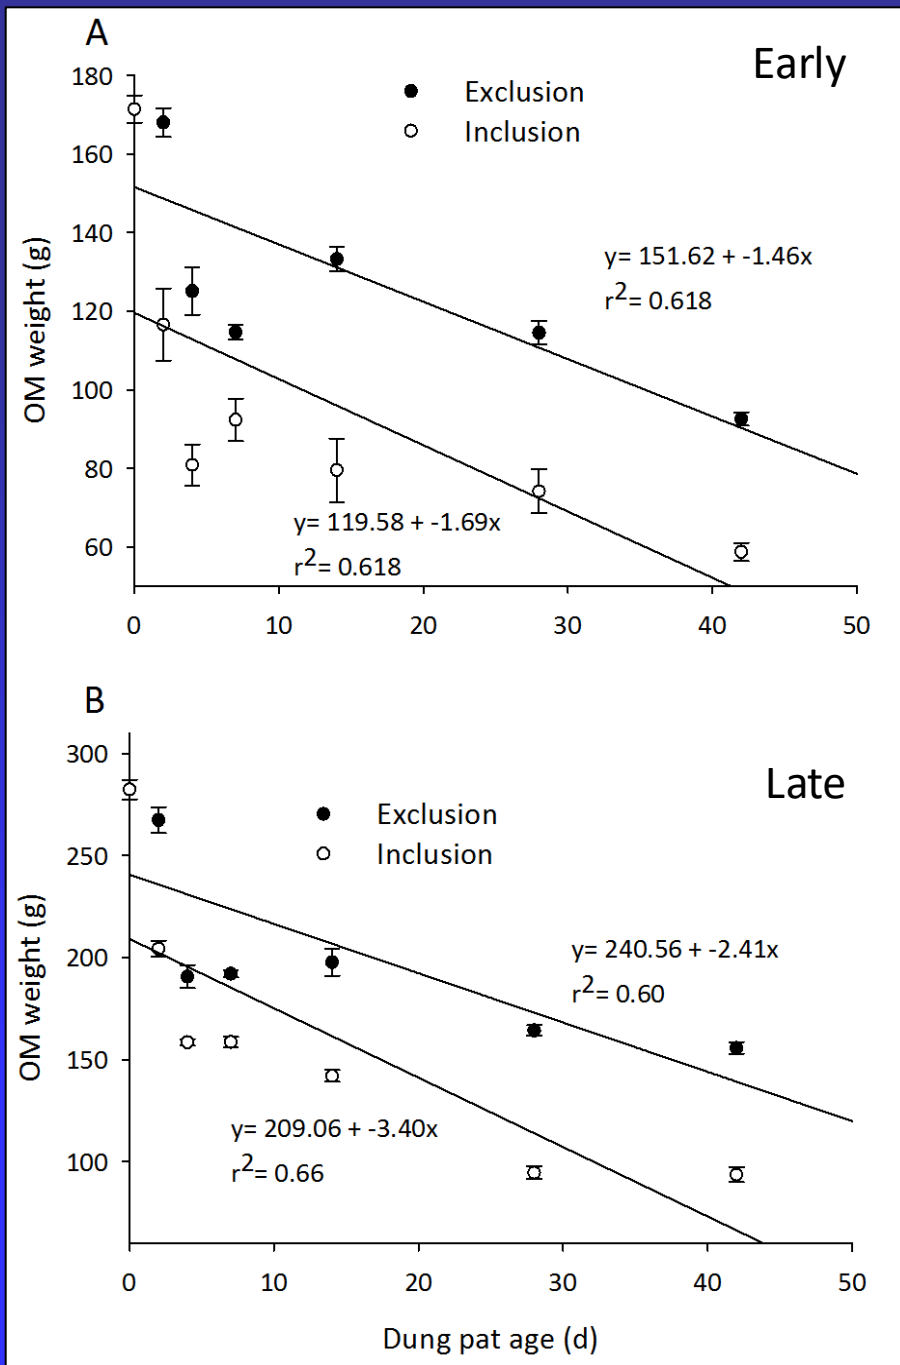 A
Early
Exclusion
Inclusion
180
160
140
120
100
80
60
OM weight (g)
y= 151.62 + -1.46x
r2= 0.618
y= 119.58 + -1.69x
r2= 0.618
0 10 20 30 40 50
B
Late
Exclusion
Inclusion
300
250
200
150
100
OM weight (g)
y= 240.56 + -2.41x
r2= 0.60
y= 209.06 + -3.40x
r2= 0.66
0 10 20 30 40 50
Dung pat age (d)